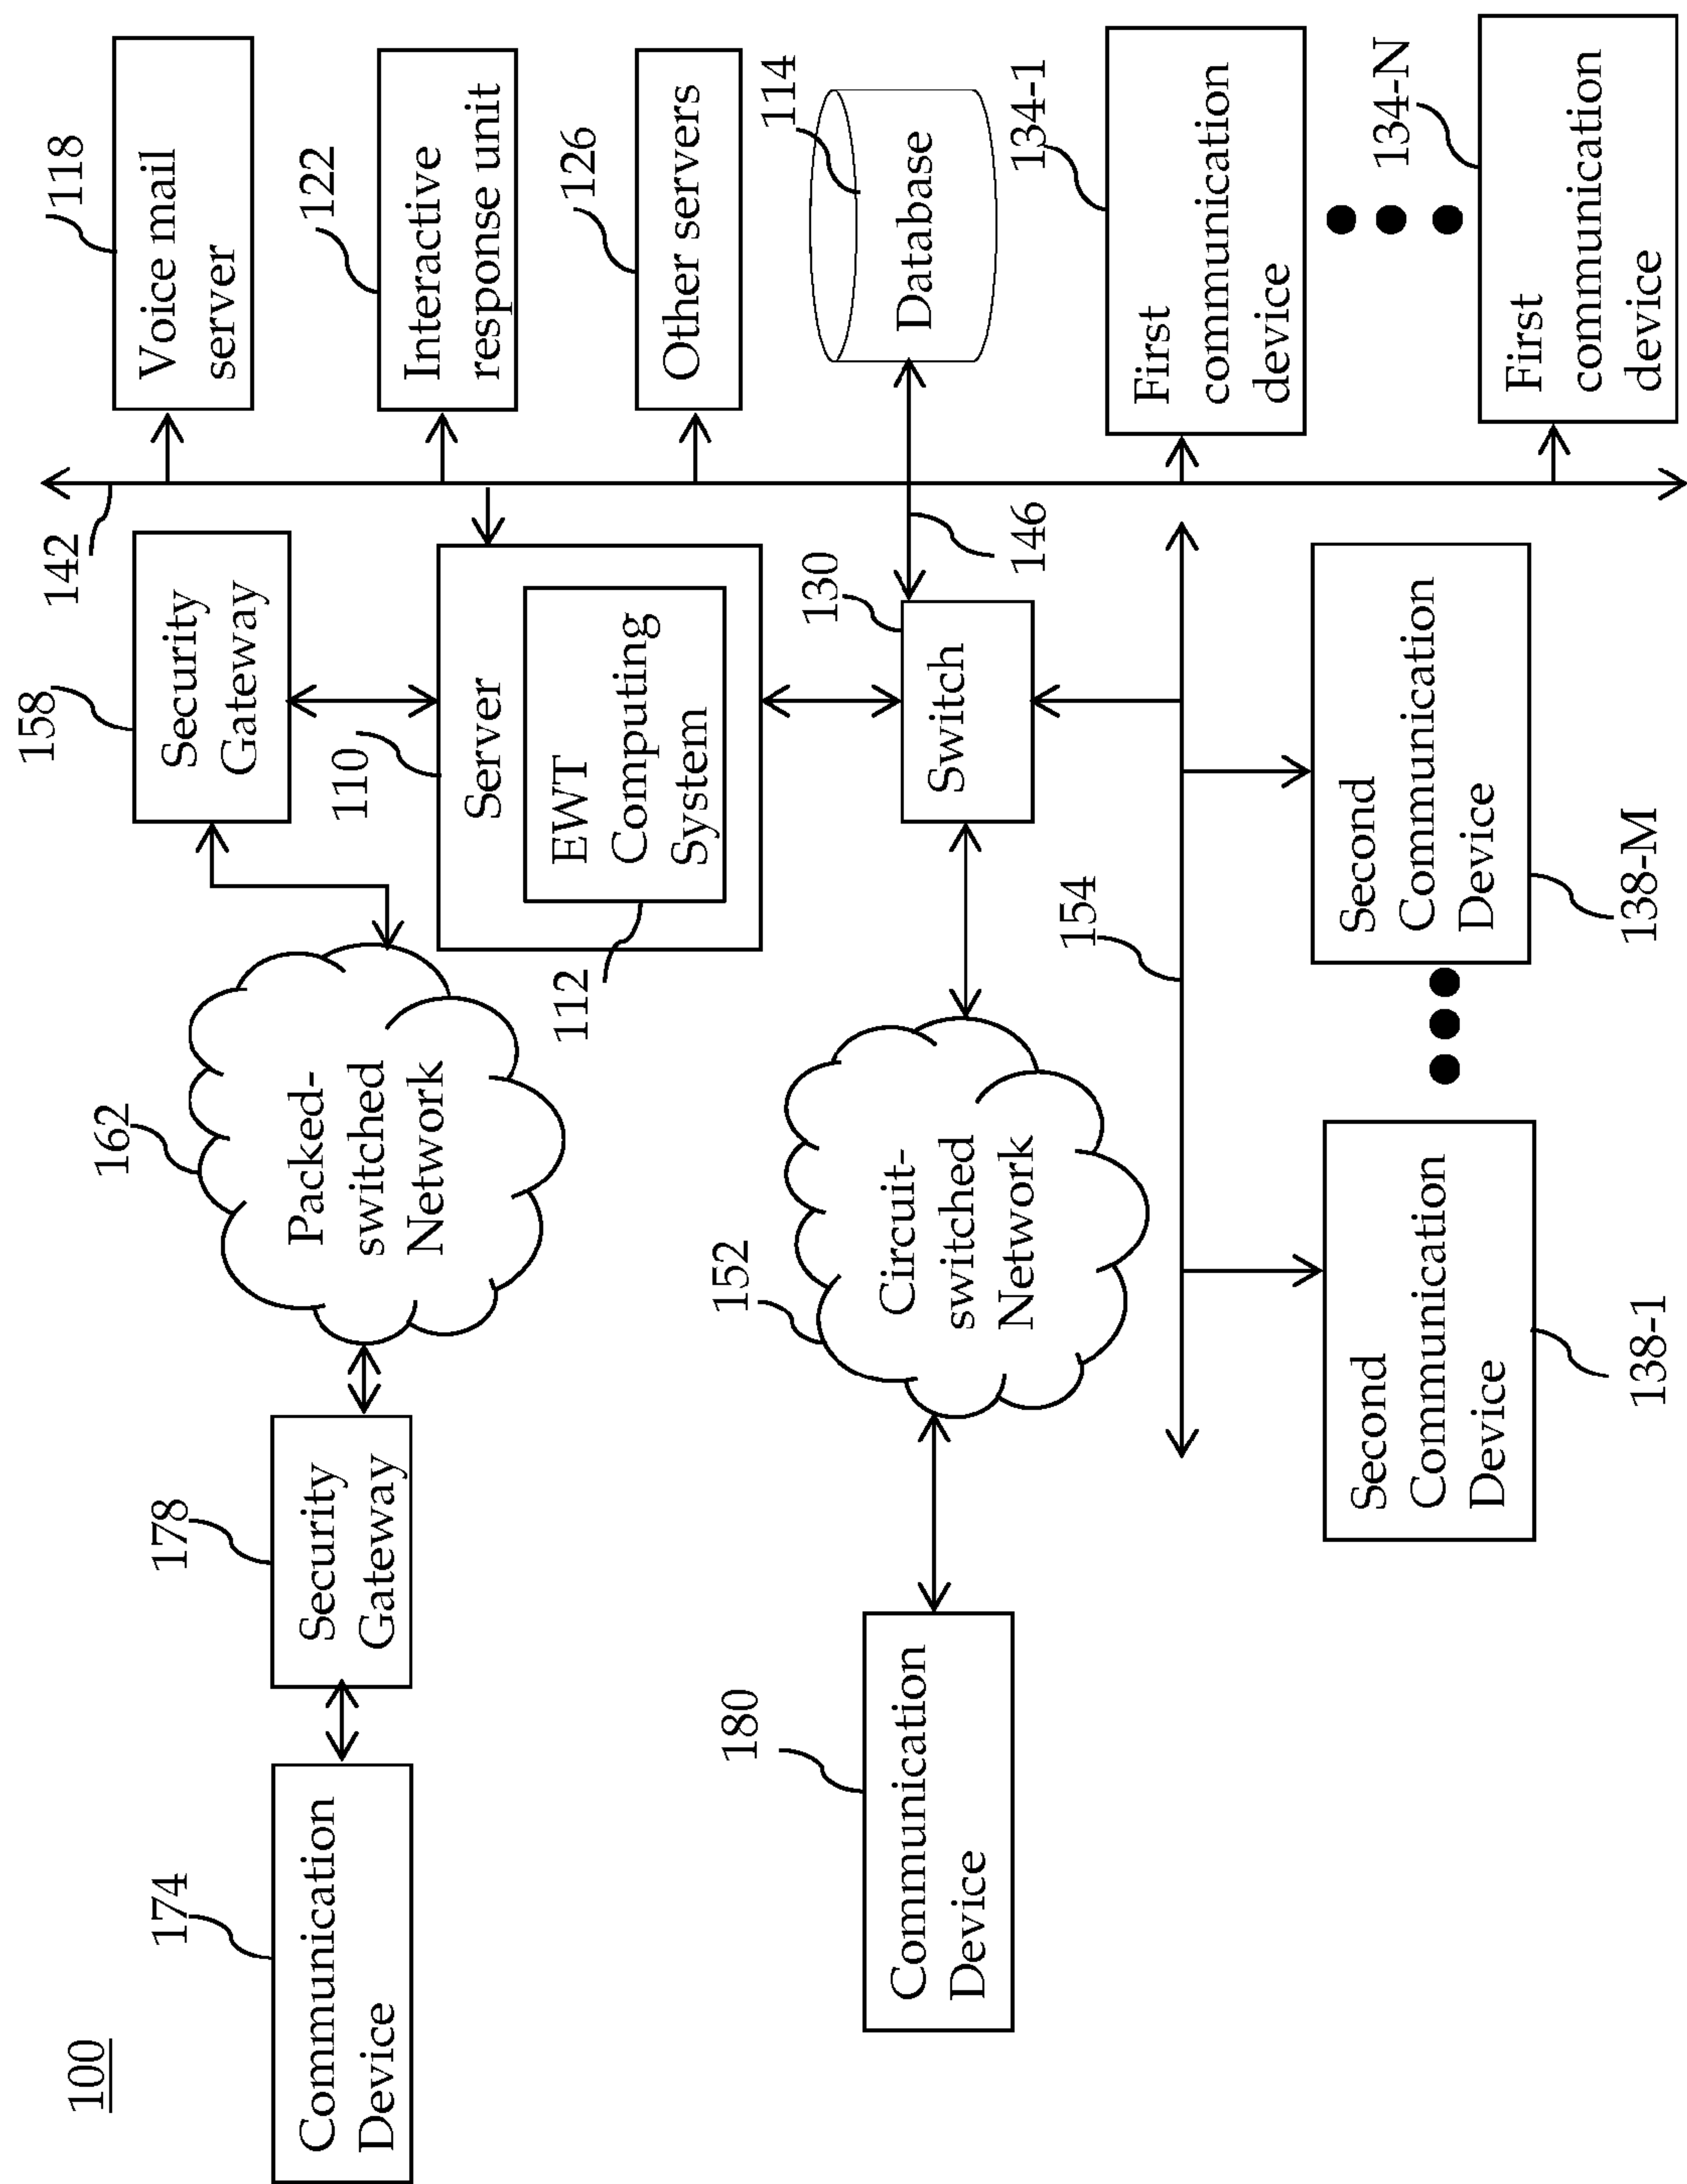 100
174
Communication
Device
178
Security
Gateway
162
Packed-
switched
Network
158
Security
Gateway
142
118
Voice mail
server
110
Server
EWT
Computing
System
112
122
Interactive
response unit
126
Other servers
180
Communication
Device
152
Circuit-
switched
Network
130
Switch
146
114
Database
154
134-1
First
communication
device
138-1
Second
Communication
Device
138-M
Second
Communication
Device
134-N
First
communication
device